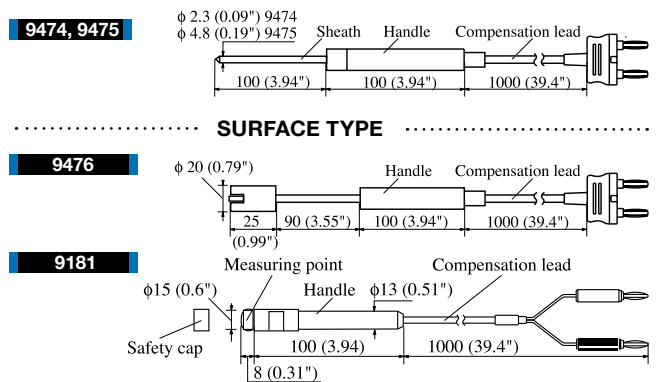 9474, 9475
φ 2.3 (0.09") 9474
φ 4.8 (0.19") 9475
Sheath Handle Compensation lead
100 (3.94") 100 (3.94") 1000 (39.4")
SURFACE TYPE
9476
φ 20 (0.79")
Handle Compensation lead
25 (0.99") 90 (3.55") 100 (3.94") 1000 (39.4")
9181
Measuring point Compensation lead
φ15 (0.6") Handle φ13 (0.51")
Safety cap
100 (3.94) 1000 (39.4")
8 (0.31")